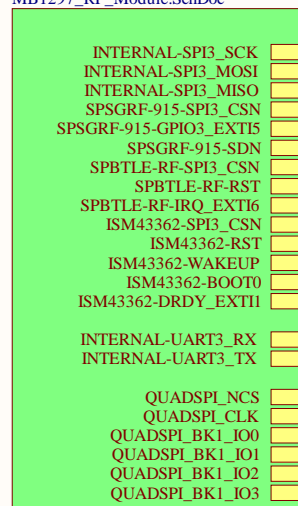 MB1297_RF_Module.SchDoc
INTERNAL-SPI3_SCK
INTERNAL-SPI3_MOSI
INTERNAL-SPI3_MISO
SPSGRF-915-SPI3_CSN
SPSGRF-915-GPIO3_EXTI5
SPSGRF-915-SDN
SPBTLE-RF-SPI3_CSN
SPBTLE-RF-RST
SPBTLE-RF-IRQ_EXTI6
ISM43362-SPI3_CSN
ISM43362-RST
ISM43362-WAKEUP
ISM43362-BOOT0
ISM43362-DRDY_EXTI1
INTERNAL-UART3_RX
INTERNAL-UART3_TX
QUADSPI_NCS
QUADSPI_CLK
QUADSPI_BK1_IO0
QUADSPI_BK1_IO1
QUADSPI_BK1_IO2
QUADSPI_BK1_IO3